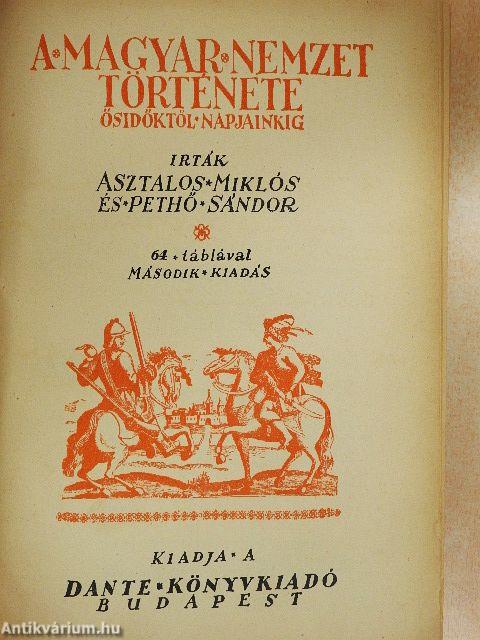 A * MAGYAR * NEMZET
TÖRTÉNETE
ŐSIDŐKTŐL * NAPJAINKIG
IRTÁK
ASZTALOS * MIKLÓS
ÉS * PETHŐ * SÁNDOR
64 * táblával
MÁSODIK * KIADÁS
KIADJA * A
DANTE * KÖNYVKIADÓ
BUDAPEST
Antikvárium.hu